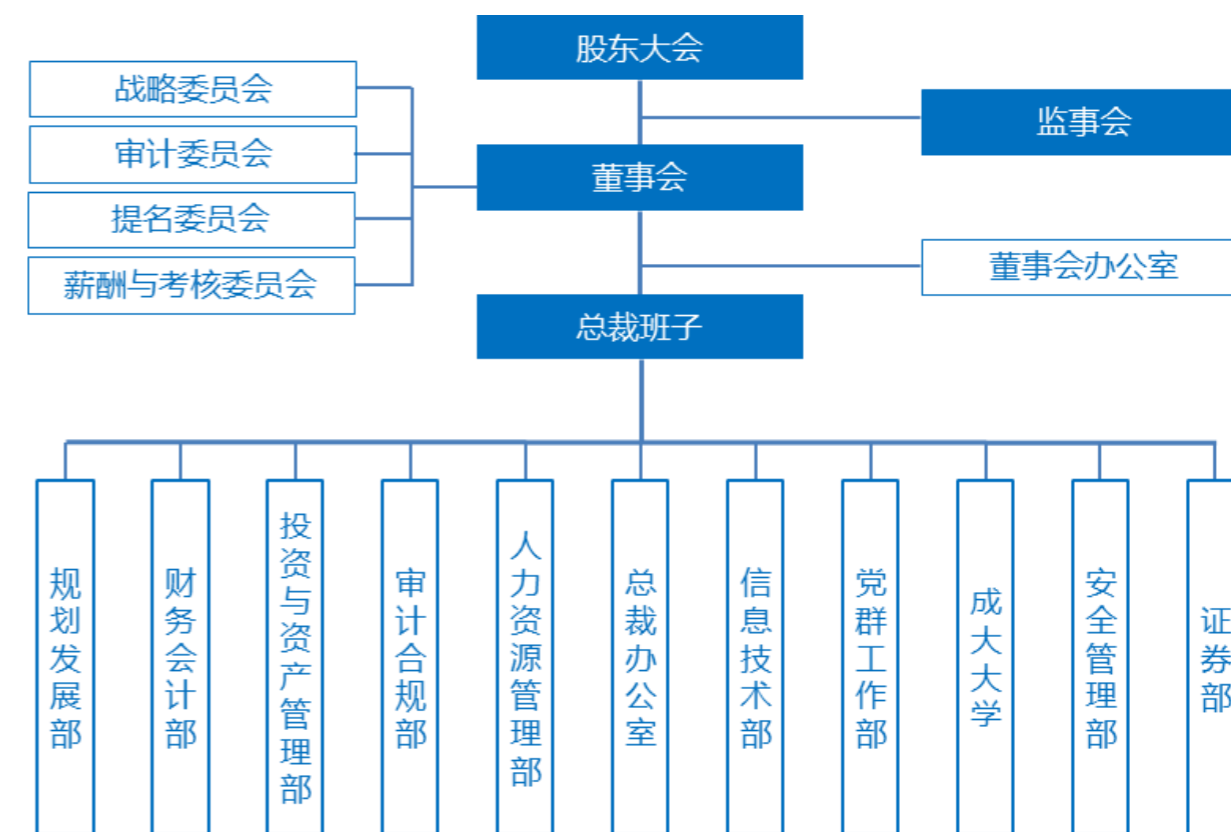 股东大会
战略委员会
监事会
审计委员会
董事会
提名委员会
董事会办公室
薪酬与考核委员会
总裁班子
规划发展部
财务会计部
投资与资产管理部
审计合规部
人力资源管理部
总裁办公室
信息技术部
党群工作部
成大大学
安全管理部
证券部